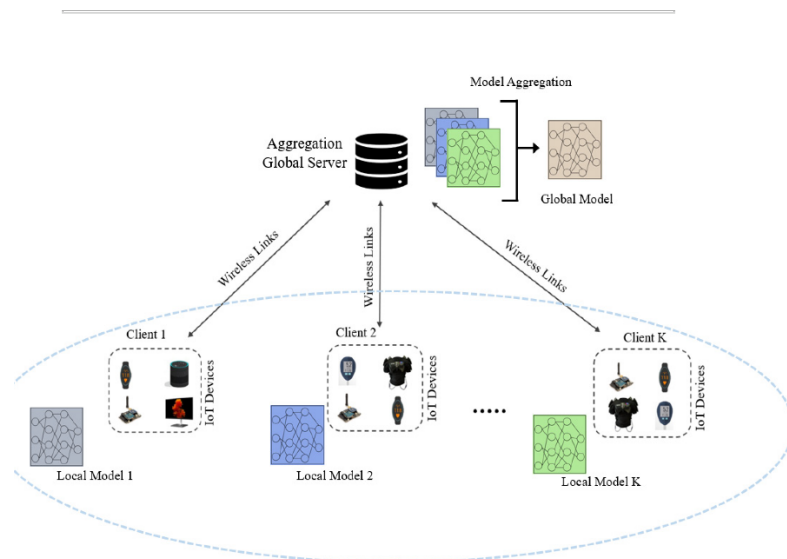 Model Aggregation
Aggregation
Global Server
Global Model
Wireless Links
Wireless Links
Wireless Links
Client 1
Client 2
Client K
IoT Devices
IoT Devices
IoT Devices
.....
Local Model 1
Local Model 2
Local Model K